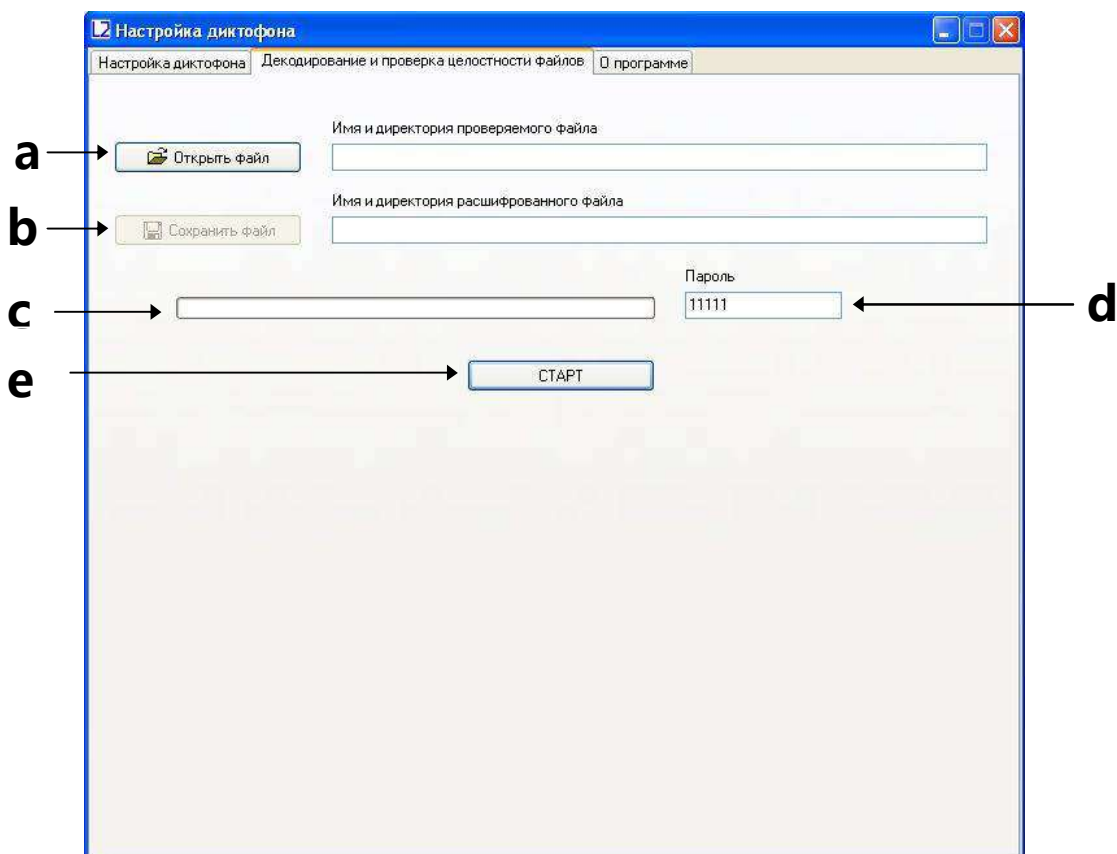 Настройка диктофона
Настройка диктофона Декодирование и проверка целостности файлов О программе
Имя и директория проверяемого файла
a Открыть файл
Имя и директория расшифрованного файла
b Сохранить файл
Пароль
c 11111 d
e СТАРТ